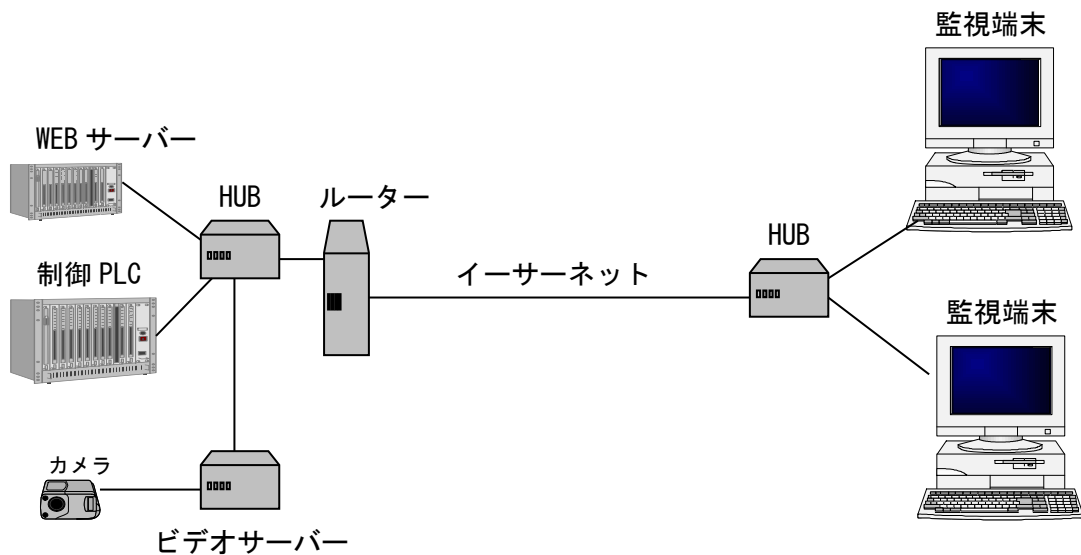 監視端末
WEB サーバー
HUB
ルーター
制御 PLC
イーサーネット
HUB
監視端末
カメラ
ビデオサーバー